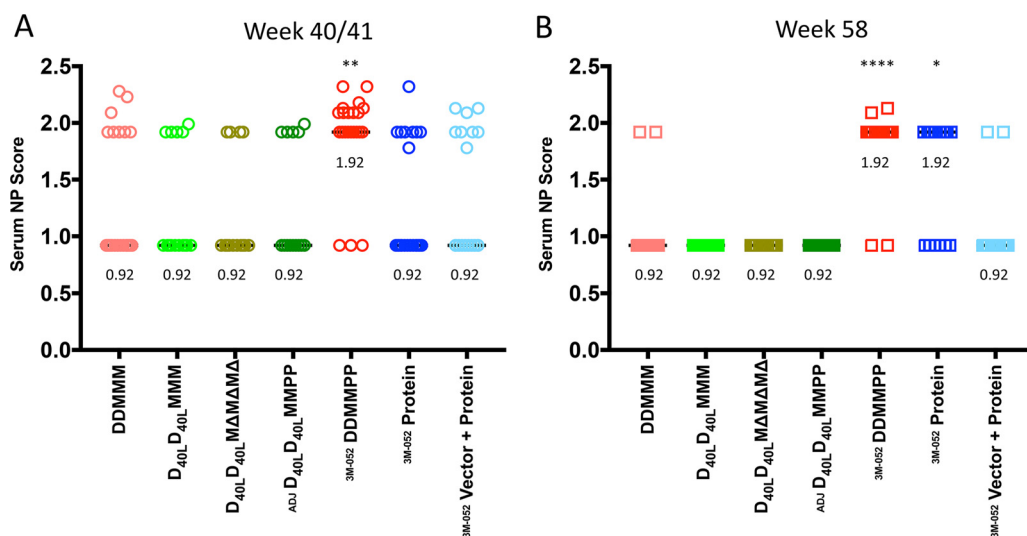 A
Week 40/41
**
2.5
2.0
1.5
1.0
0.5
0.0
Serum NP Score
1.92
0.92
0.92
0.92
0.92
0.92
0.92
DDMMM
D40LD40LMMM
D40LD40LMΔMΔMΔ
ADJ D40LD40LMMPP
3M-052 DDMMMPP
3M-052 Protein
3M-052 Vector + Protein
B
Week 58
****
*
2.5
2.0
1.5
1.0
0.5
0.0
Serum NP Score
1.92
1.92
0.92
0.92
0.92
0.92
0.92
DDMMM
D40LD40LMMM
D40LD40LMΔMΔMΔ
ADJ D40LD40LMMPP
3M-052 DDMMMPP
3M-052 Protein
3M-052 Vector + Protein